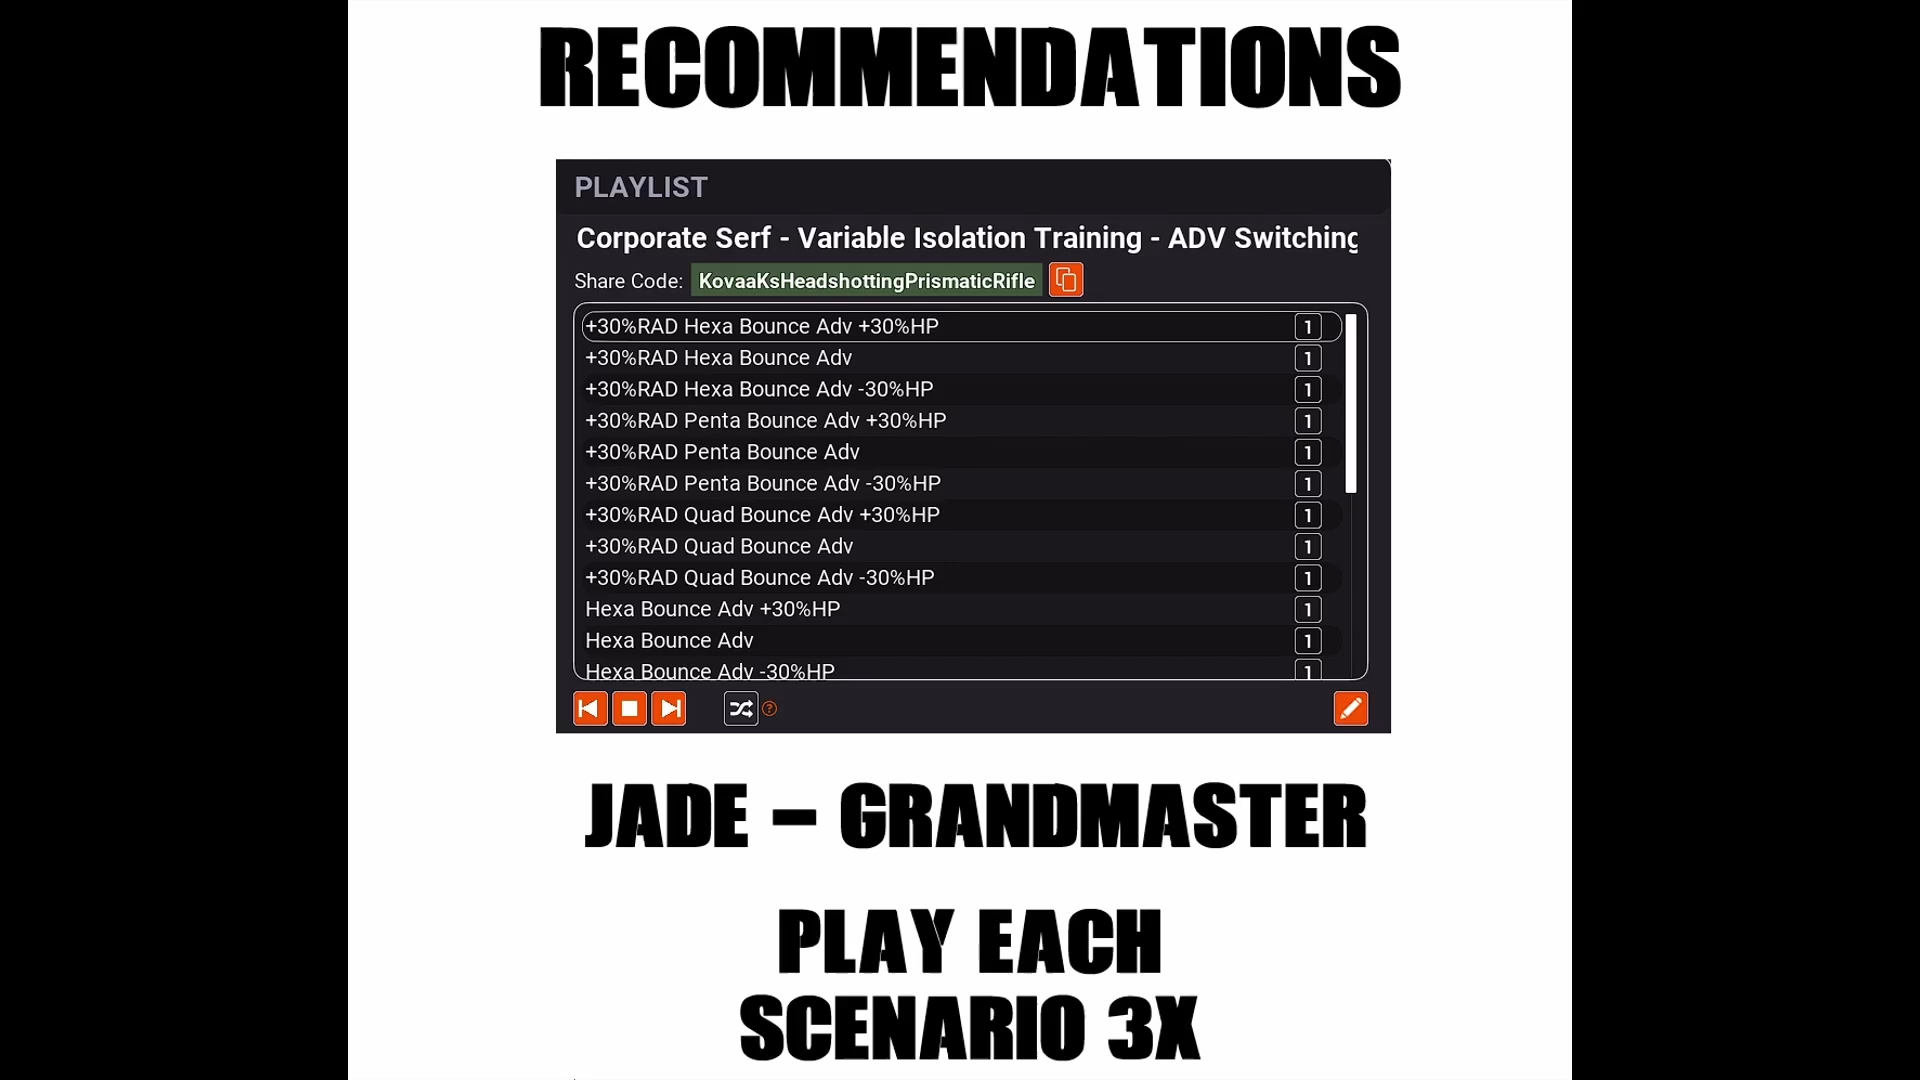 RECOMMENDATIONS
PLAYLIST
Corporate Serf - Variable Isolation Training - ADV Switching
Share Code: KovaaKsHeadshottingPrismaticRifle
+30%RAD Hexa Bounce Adv +30%HP 1
+30%RAD Hexa Bounce Adv 1
+30%RAD Hexa Bounce Adv -30%HP 1
+30%RAD Penta Bounce Adv +30%HP 1
+30%RAD Penta Bounce Adv 1
+30%RAD Penta Bounce Adv -30%HP 1
+30%RAD Quad Bounce Adv +30%HP 1
+30%RAD Quad Bounce Adv 1
+30%RAD Quad Bounce Adv -30%HP 1
Hexa Bounce Adv +30%HP 1
Hexa Bounce Adv 1
Hexa Bounce Adv -30%HP 1
?
JADE - GRANDMASTER
PLAY EACH
SCENARIO 3X